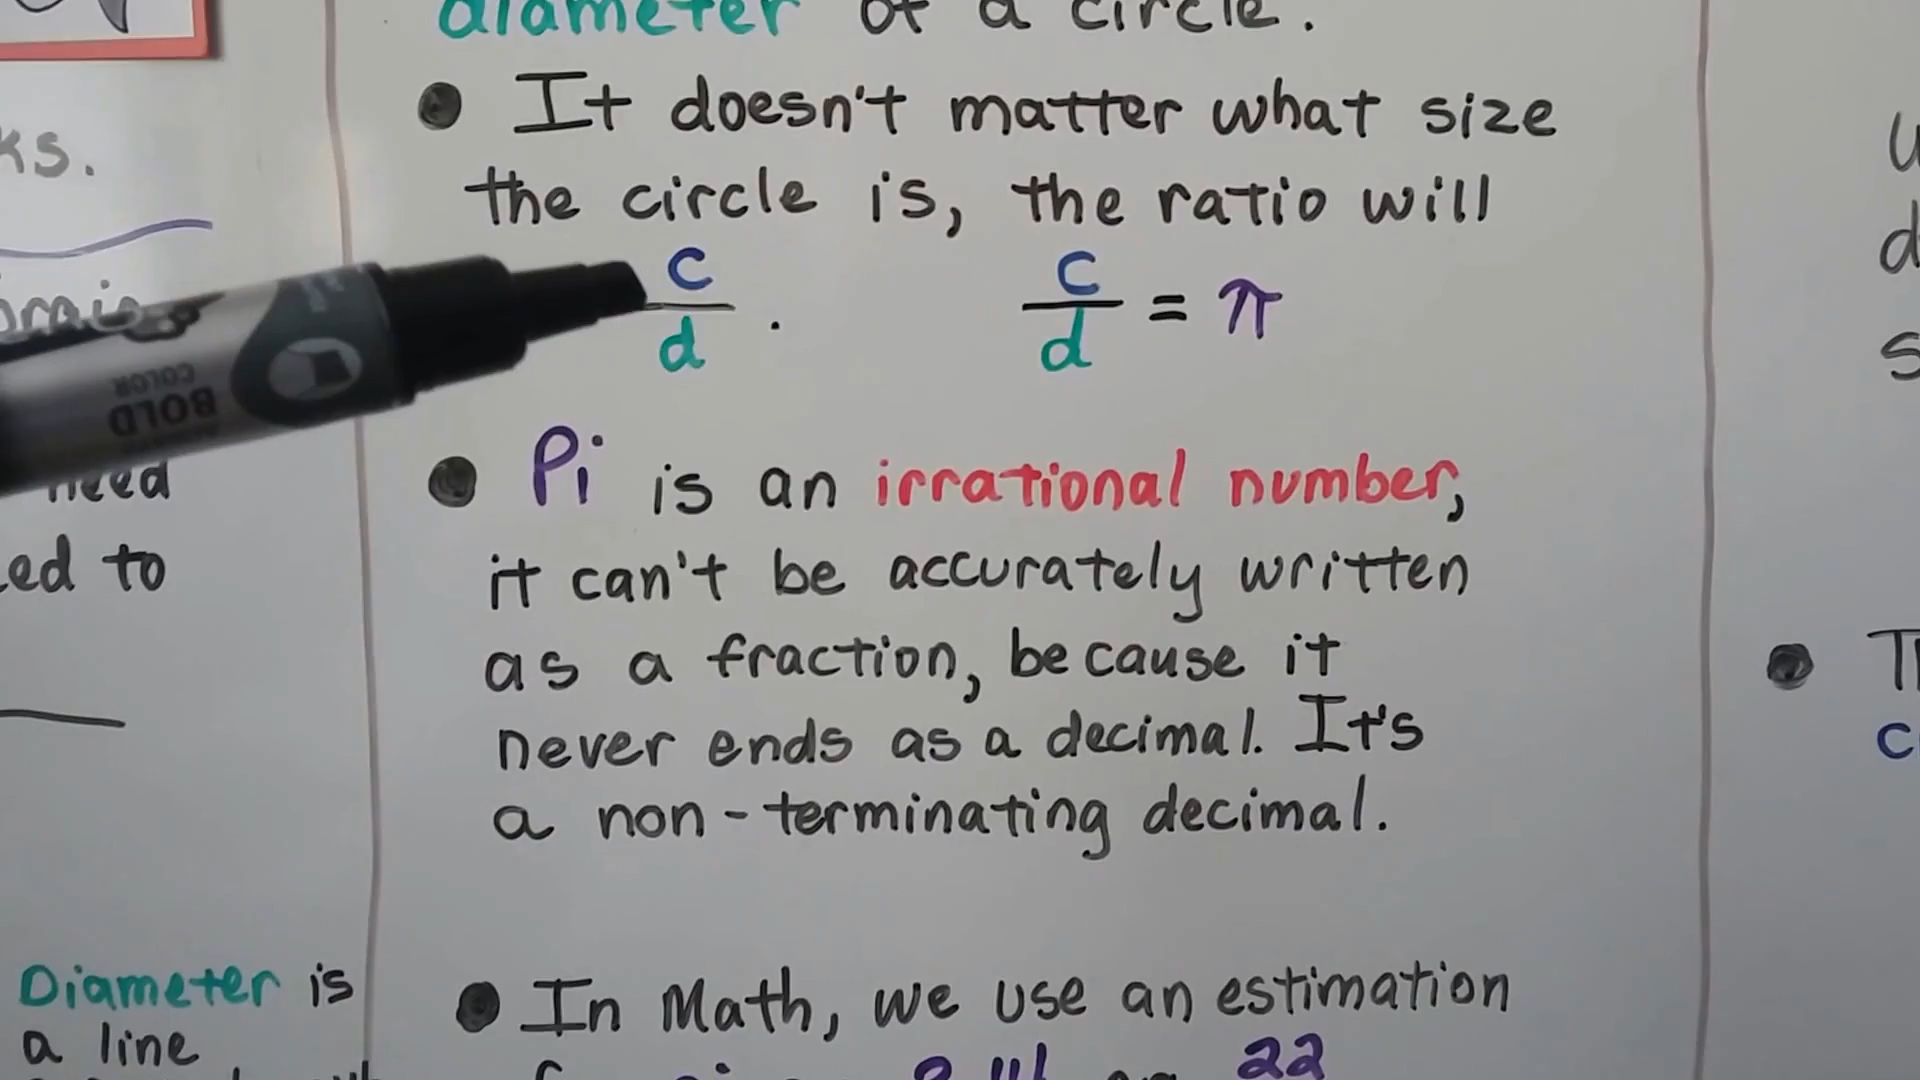 diameter of a circle.
● It doesn't matter what size
the circle is, the ratio will
c
d .
c
d = π
● Pi is an irrational number,
it can't be accurately written
as a fraction, because it
never ends as a decimal. It's
a non-terminating decimal.
● In Math, we use an estimation
22
ks.
need
ed to
Diameter is
a line
BOLD
COLOR